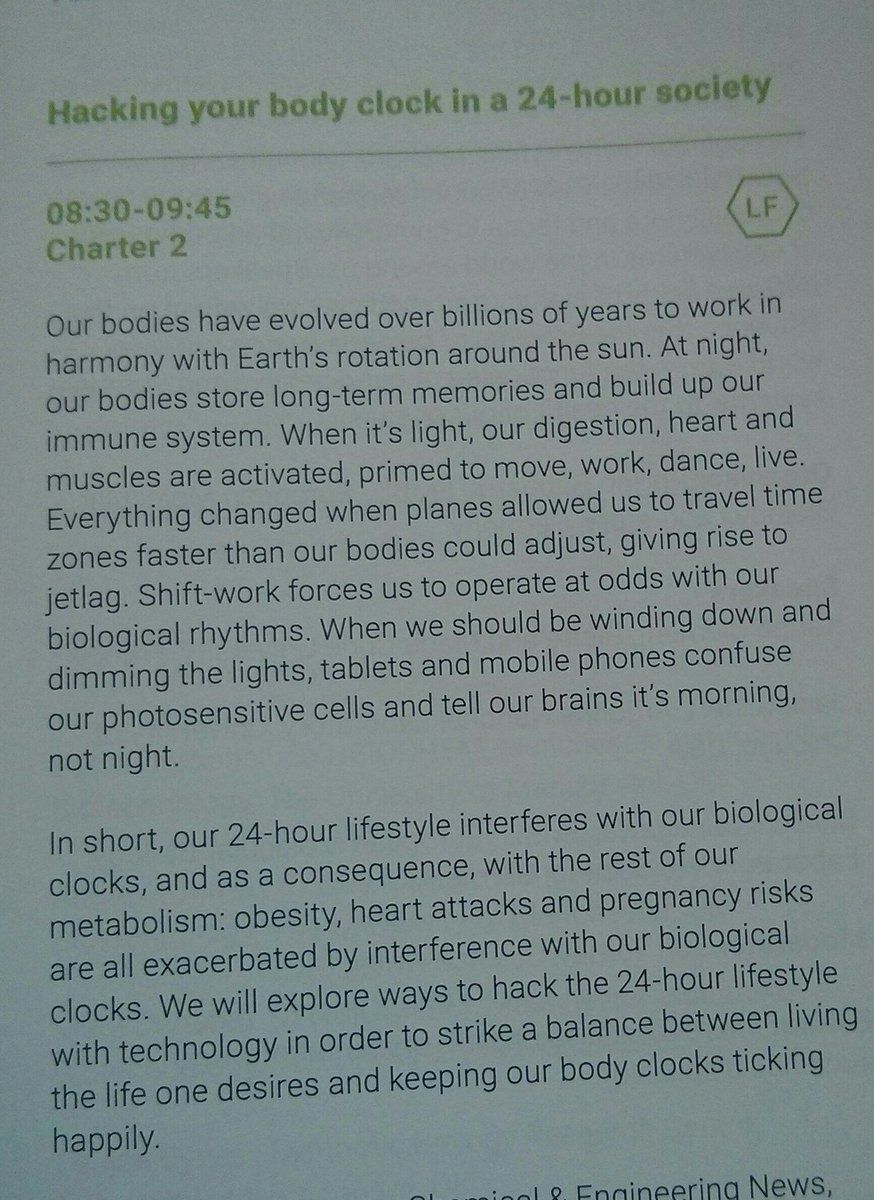 Hacking your body clock in a 24-hour society
08:30-09:45
LF
Charter 2
Our bodies have evolved over billions of years to work in
harmony with Earth's rotation around the sun. At night,
our bodies store long-term memories and build up our
immune system. When it's light, our digestion, heart and
muscles are activated, primed to move, work, dance, live.
Everything changed when planes allowed us to travel time
zones faster than our bodies could adjust, giving rise to
jetlag. Shift-work forces us to operate at odds with our
biological rhythms. When we should be winding down and
dimming the lights, tablets and mobile phones confuse
our photosensitive cells and tell our brains it's morning,
not night.
In short, our 24-hour lifestyle interferes with our biological
clocks, and as a consequence, with the rest of our
metabolism: obesity, heart attacks and pregnancy risks
are all exacerbated by interference with our biological
clocks. We will explore ways to hack the 24-hour lifestyle
with technology in order to strike a balance between living
the life one desires and keeping our body clocks ticking
happily.
& Engineering News,